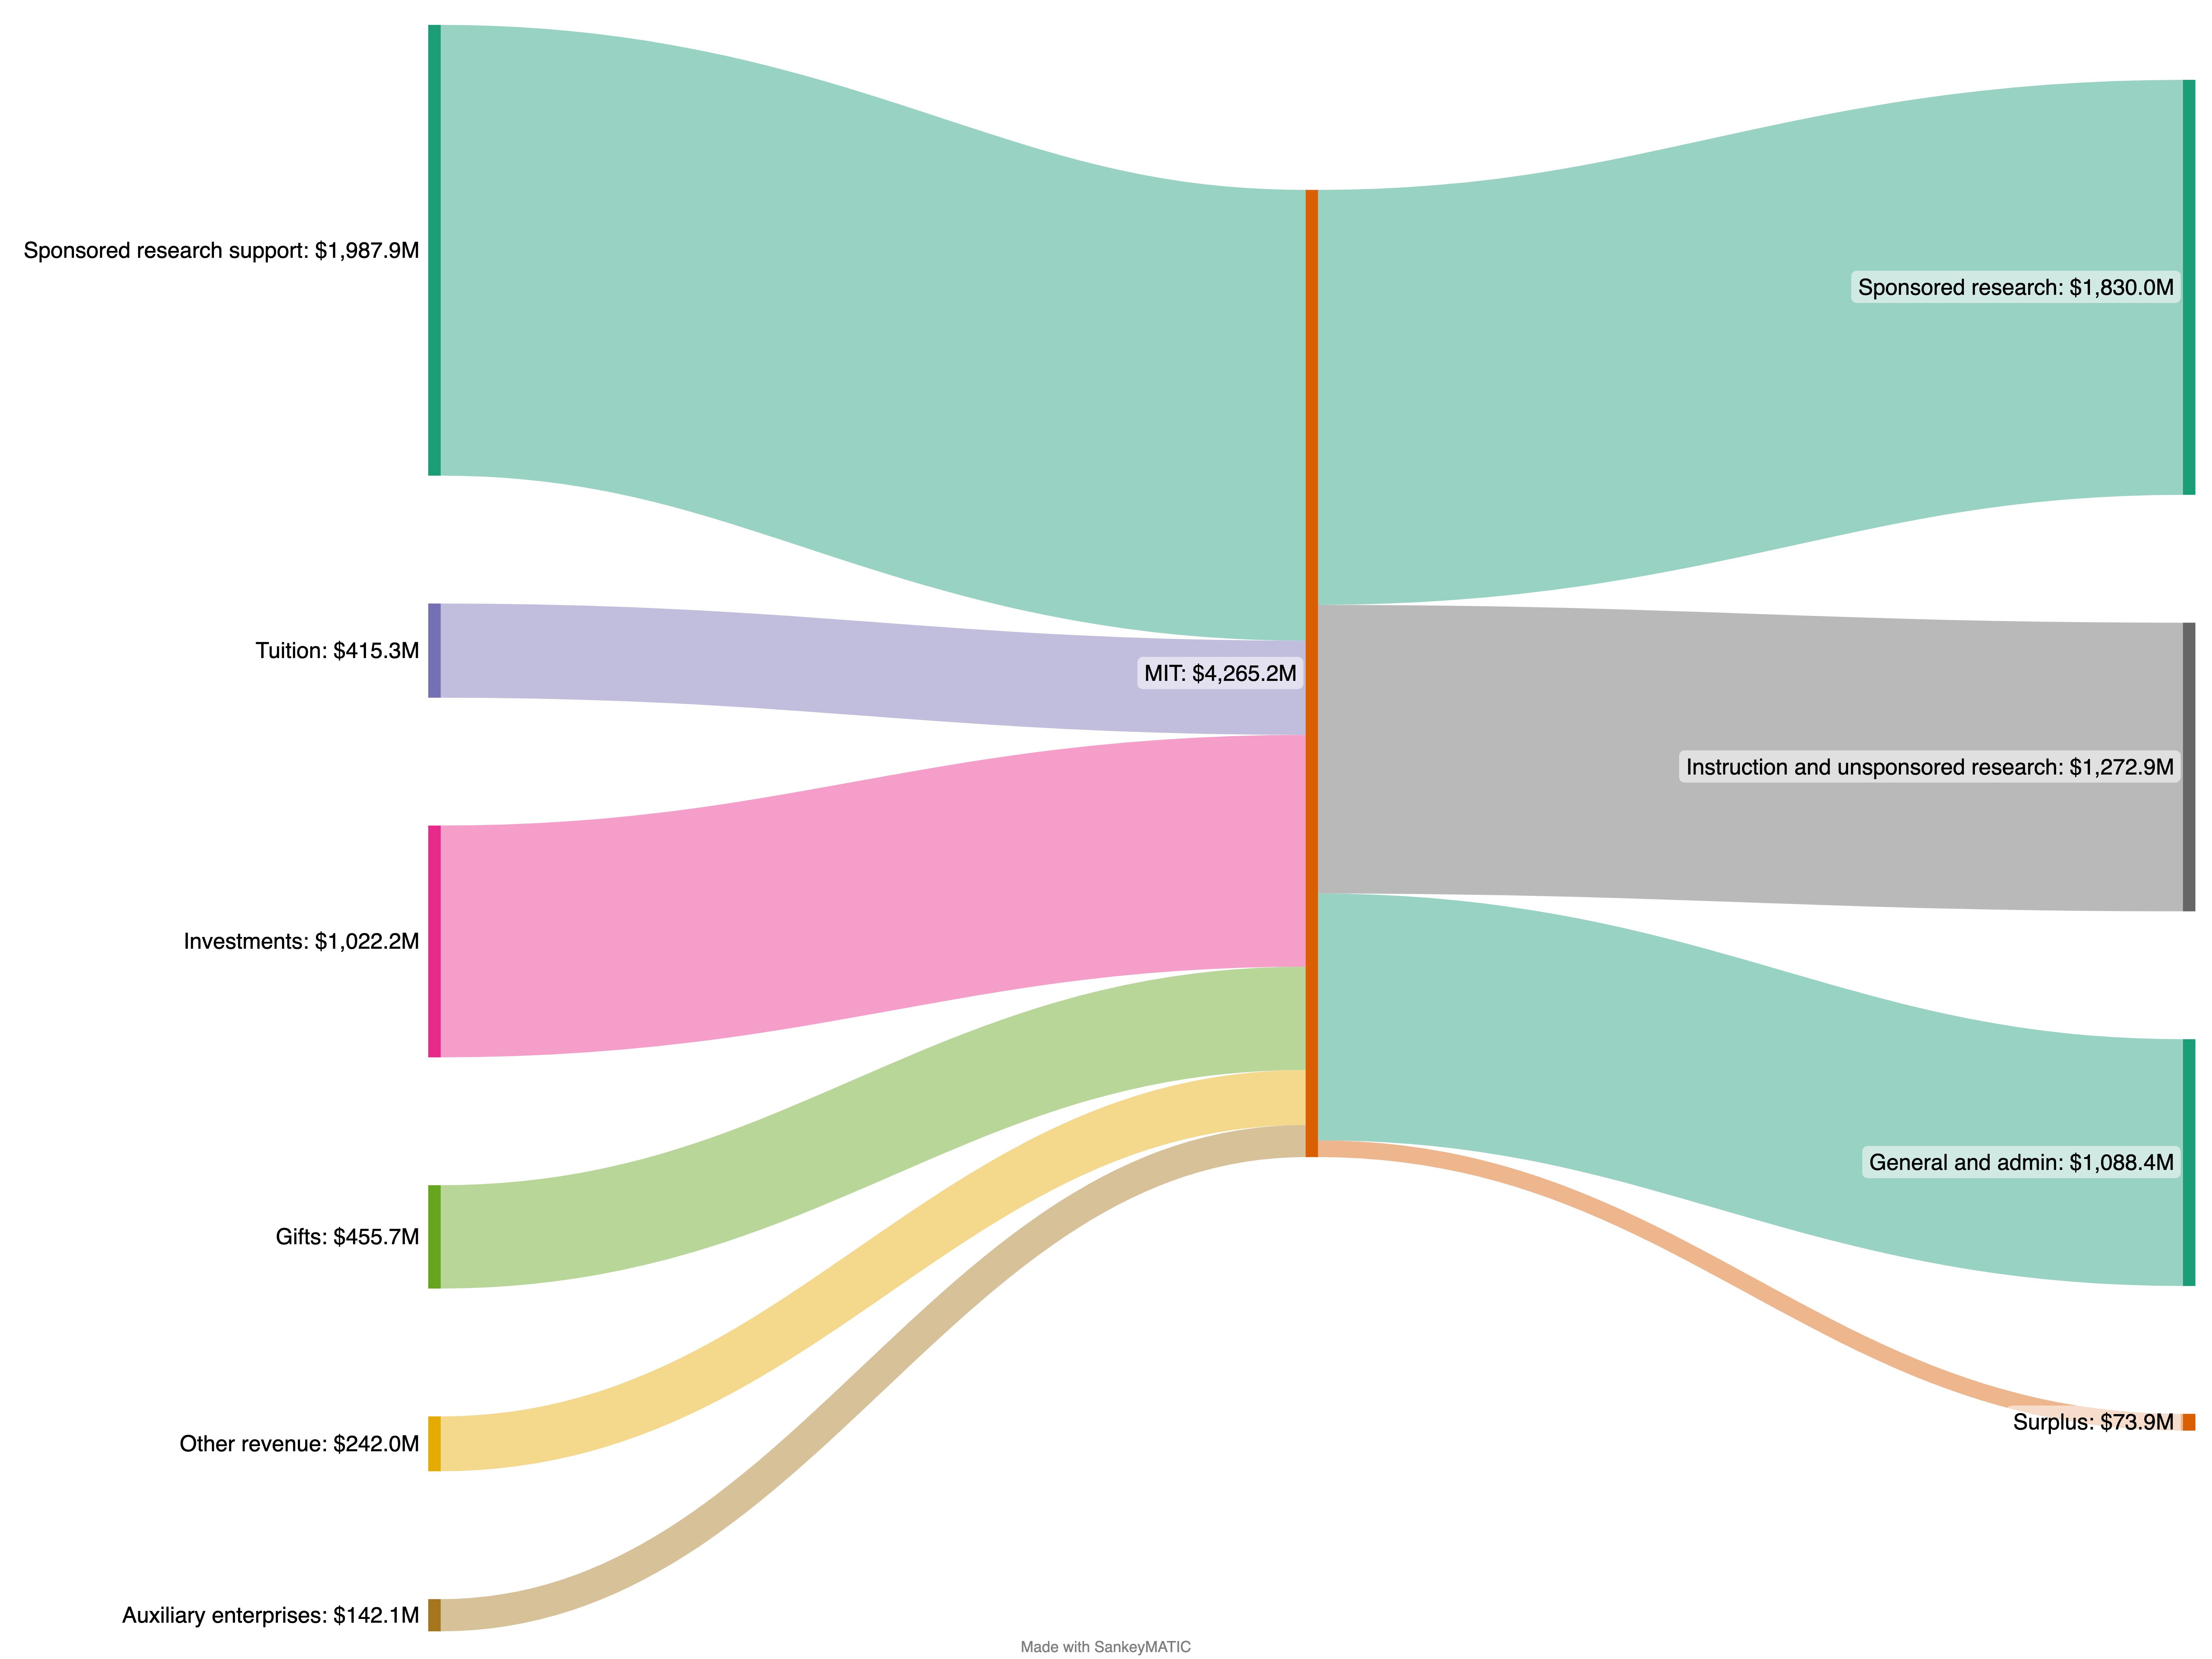 Sponsored research support: $1,987.9M
Tuition: $415.3M
Investments: $1,022.2M
Gifts: $455.7M
Other revenue: $242.0M
Auxiliary enterprises: $142.1M
MIT: $4,265.2M
Sponsored research: $1,830.0M
Instruction and unsponsored research: $1,272.9M
General and admin: $1,088.4M
Surplus: $73.9M
Made with SankeyMATIC